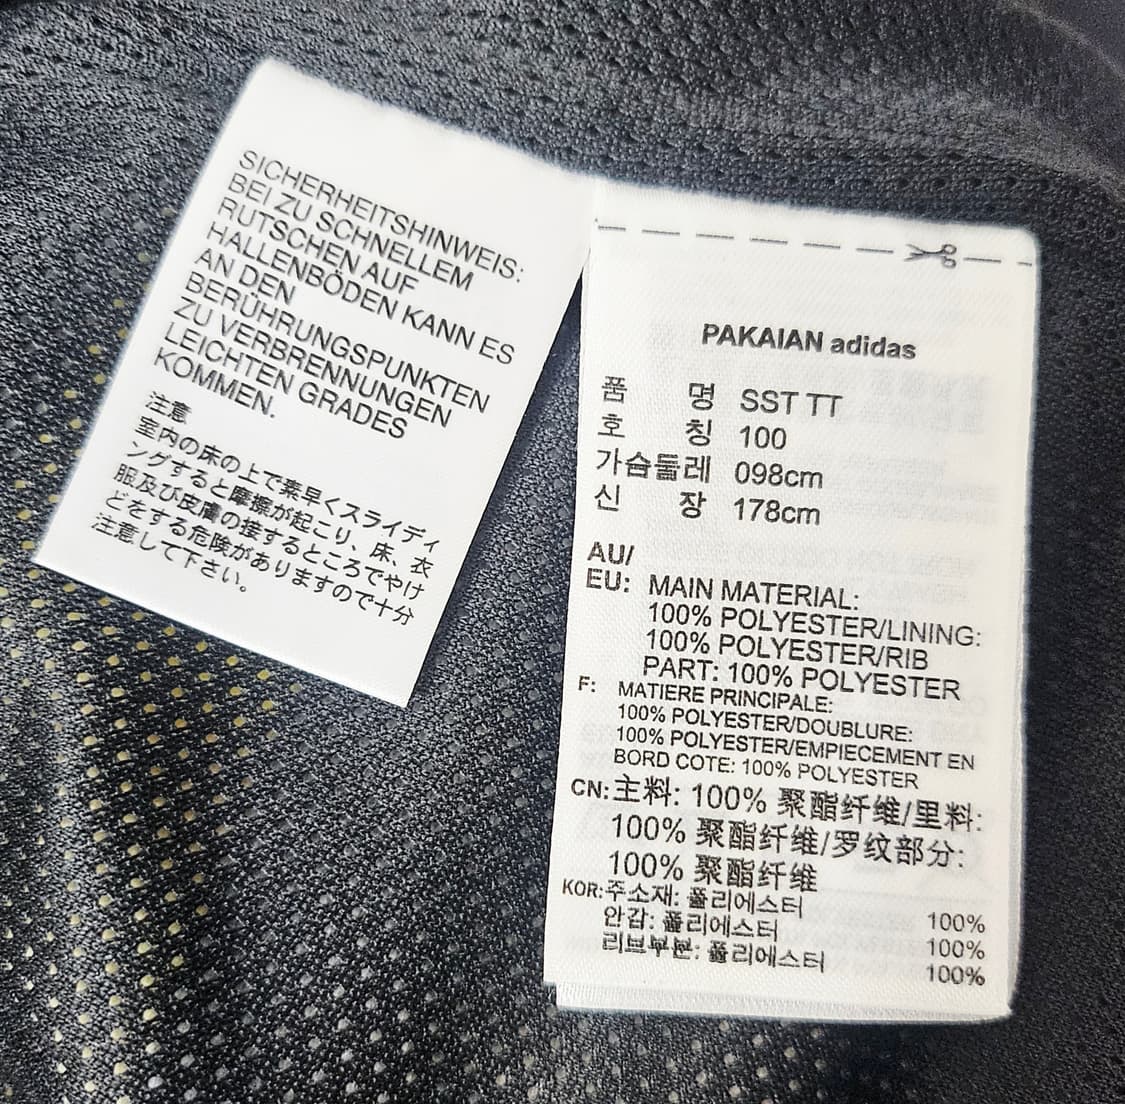 SICHERHEITSHINWEIS:
BEI ZU SCHNELLEM
RUTSCHEN AUF
HALLENBÖDEN KANN ES
AN DEN
BERÜHRUNGSPUNKTEN
ZU VERBRENNUNGEN
LEICHTEN GRADES
KOMMEN.
注意
室内の床の上で素早くスライディ
ングすると摩擦が起こり、床、衣
服及び皮膚の接するところでやけ
どをする危険がありますので十分
注意して下さい。
PAKAIAN adidas
품 명 SST TT
호 칭 100
가슴둘레 098cm
신 장 178cm
AU/
EU: MAIN MATERIAL:
100% POLYESTER/LINING:
100% POLYESTER/RIB
PART: 100% POLYESTER
F: MATIERE PRINCIPALE:
100% POLYESTER/DOUBLURE:
100% POLYESTER/EMPIECEMENT EN
BORD COTE: 100% POLYESTER
CN:主料: 100% 聚酯纤维/里料:
100% 聚酯纤维/罗纹部分:
100% 聚酯纤维
KOR:주소재: 폴리에스터 100%
안감: 폴리에스터 100%
리브부분: 폴리에스터 100%